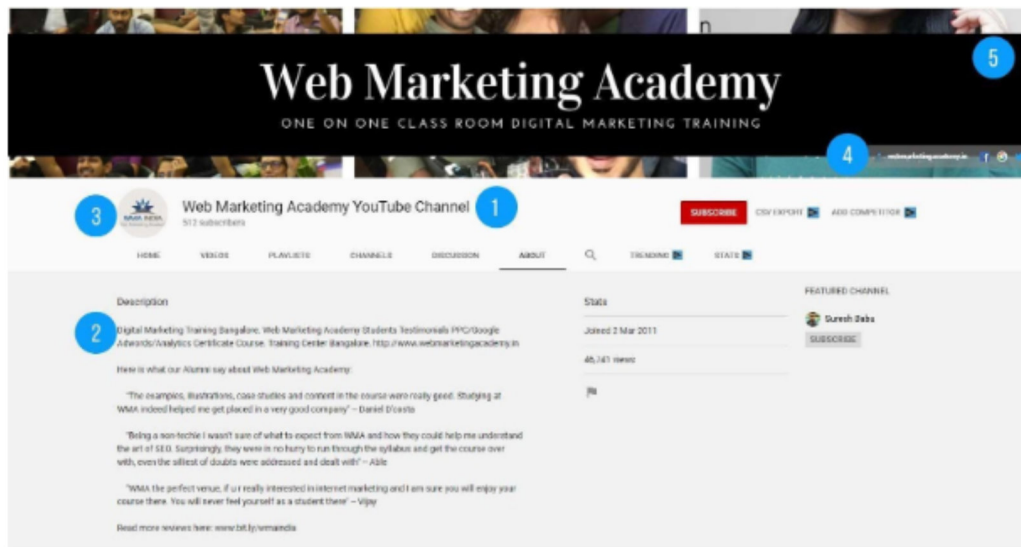 n
5
Web Marketing Academy
ONE ON ONE CLASS ROOM DIGITAL MARKETING TRAINING
4
webmarketingacademy.in
3
WMA INDIA
Web Marketing Academy YouTube Channel
1
512 subscribers
SUBSCRIBE
CSV EXPORT
ADD COMPETITOR
HOME
VIDEOS
PLAYLISTS
CHANNELS
DISCUSSION
ABOUT
TRENDING
STATS
Description
2
Digital Marketing Training Bangalore, Web Marketing Academy Students Testimonials PPC/Google
Adwords/Analytics Certificate Course. Training Center Bangalore. http://www.webmarketingacademy.in
Here is what our Alumni say about Web Marketing Academy:
"The examples, illustrations, case studies and content in the course were really good. Studying at
WMA indeed helped me get placed in a very good company" – Daniel D'costa
"Being a non-techie I wasn't sure of what to expect from WMA and how they could help me understand
the art of SEO. Surprisingly, they were in no hurry to run through the syllabus and get the course over
with, even the silliest of doubts were addressed and dealt with" – Able
"WMA the perfect venue, if u r really interested in internet marketing and I am sure you will enjoy your
course there. You will never feel yourself as a student there" – Vijay
Read more reviews here: www.bit.ly/wmaindia
Stats
Joined 2 Mar 2011
views
FEATURED CHANNEL
Suresh Babu
SUBSCRIBE